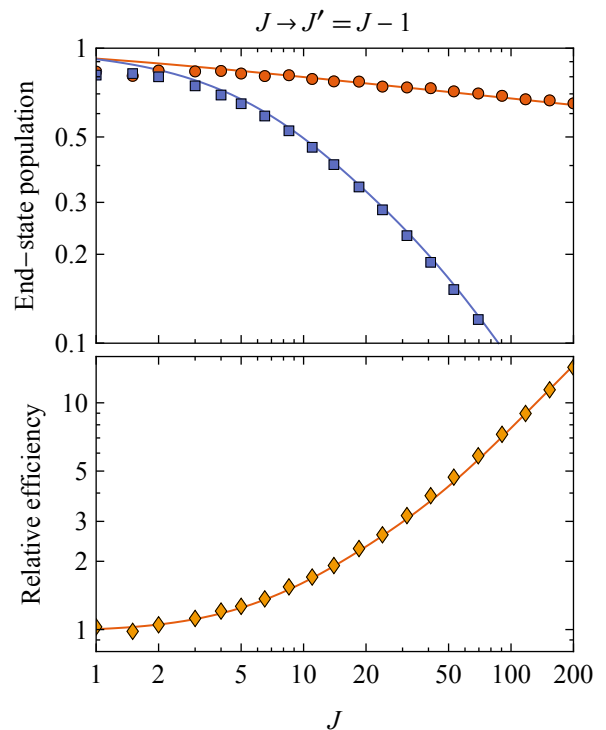 J → J′ = J − 1
End−state population
1
0.5
0.3
0.2
0.1
Relative efficiency
10
5
3
2
1
1 2 5 10 20 50 100 200
J